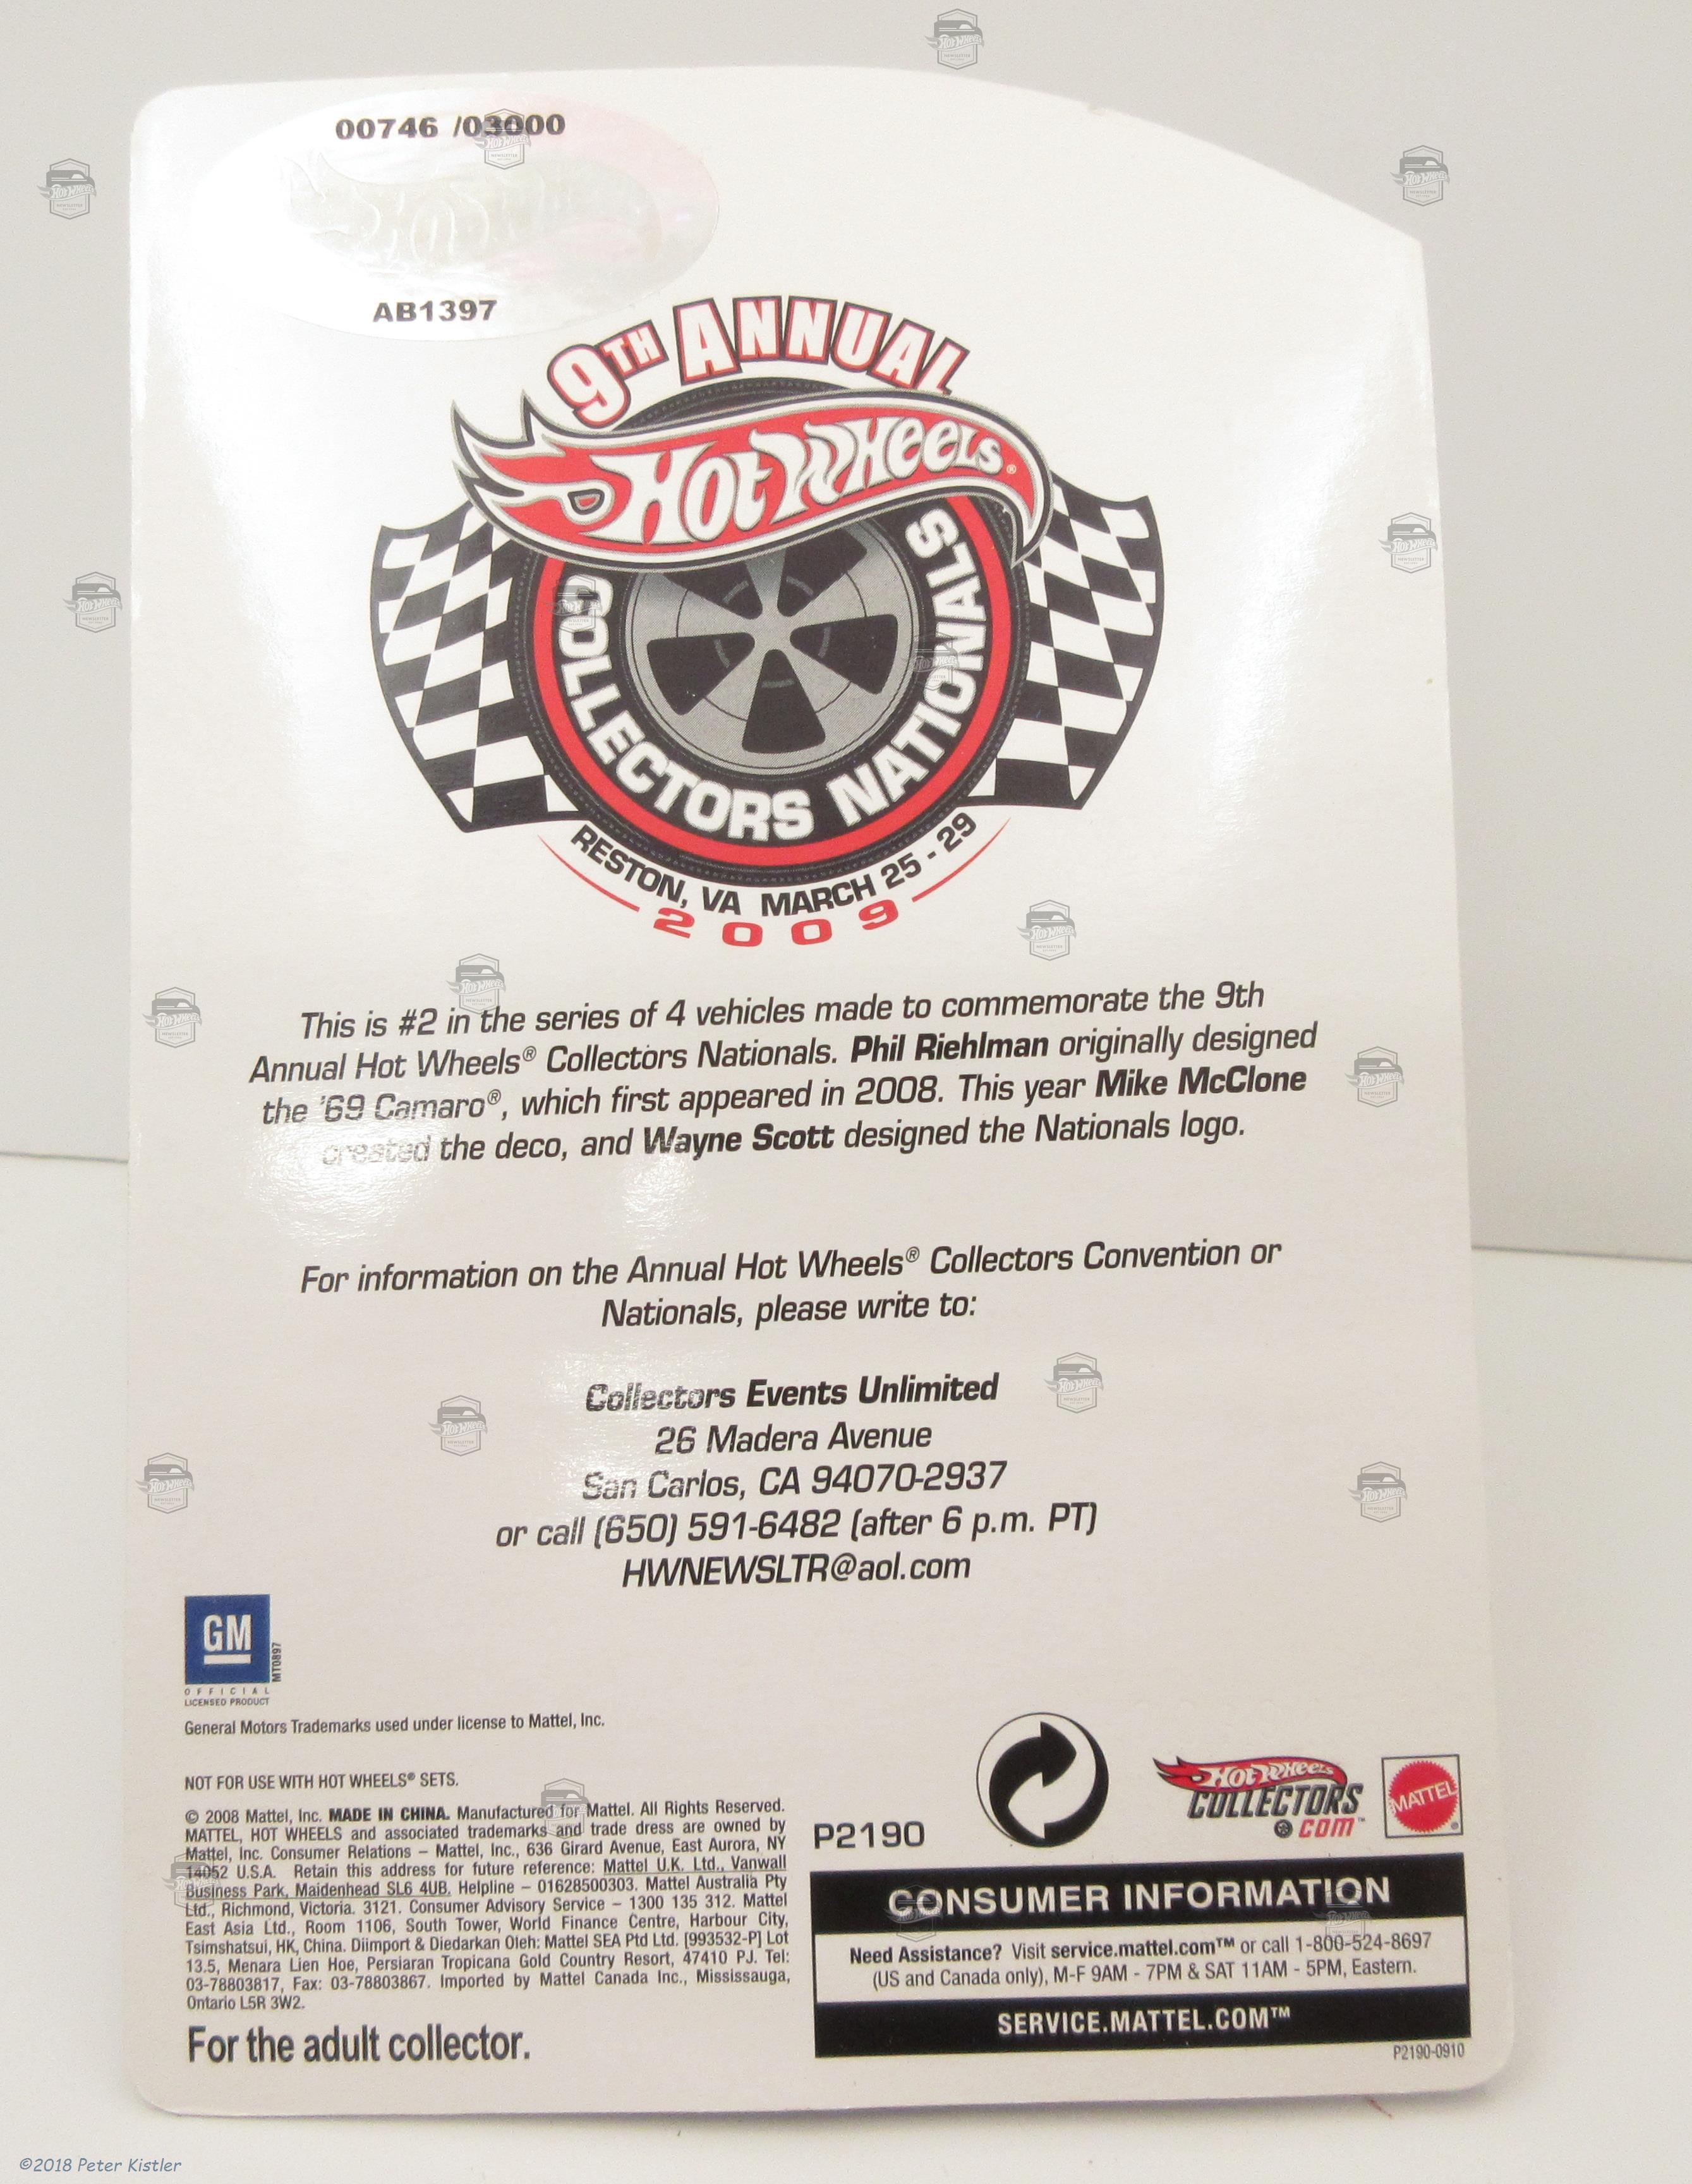 00746 /03000
AB1397
9TH ANNUAL
HOT WHEELS
COLLECTORS NATIONALS
RESTON, VA MARCH 25 - 29
2009
This is #2 in the series of 4 vehicles made to commemorate the 9th
Annual Hot Wheels® Collectors Nationals. Phil Riehlman originally designed
the '69 Camaro®, which first appeared in 2008. This year Mike McClone
created the deco, and Wayne Scott designed the Nationals logo.
For information on the Annual Hot Wheels® Collectors Convention or
Nationals, please write to:
Collectors Events Unlimited
26 Madera Avenue
San Carlos, CA 94070-2937
or call (650) 591-6482 (after 6 p.m. PT)
HWNEWSLTR@aol.com
GM
MT0897
OFFICIAL
LICENSED PRODUCT
General Motors Trademarks used under license to Mattel, Inc.
NOT FOR USE WITH HOT WHEELS® SETS.
© 2008 Mattel, Inc. MADE IN CHINA. Manufactured for Mattel. All Rights Reserved.
MATTEL, HOT WHEELS and associated trademarks and trade dress are owned by
Mattel, Inc. Consumer Relations – Mattel, Inc., 636 Girard Avenue, East Aurora, NY
14052 U.S.A. Retain this address for future reference: Mattel U.K. Ltd., Vanwall
Business Park, Maidenhead SL6 4UB. Helpline – 01628500303. Mattel Australia Pty
Ltd., Richmond, Victoria. 3121. Consumer Advisory Service – 1300 135 312. Mattel
East Asia Ltd., Room 1106, South Tower, World Finance Centre, Harbour City,
Tsimshatsui, HK, China. Diimport & Diedarkan Oleh: Mattel SEA Ptd Ltd. (993532-P) Lot
13.5, Menara Lien Hoe, Persiaran Tropicana Gold Country Resort, 47410 PJ. Tel:
03-78803817, Fax: 03-78803867. Imported by Mattel Canada Inc., Mississauga,
Ontario L5R 3W2.
For the adult collector.
P2190
HOT WHEELS
COLLECTORS
.COM™
MATTEL
CONSUMER INFORMATION
Need Assistance? Visit service.mattel.com™ or call 1-800-524-8697
(US and Canada only), M-F 9AM - 7PM & SAT 11AM - 5PM, Eastern.
SERVICE.MATTEL.COM™
P2190-0910
©2018 Peter Kistler